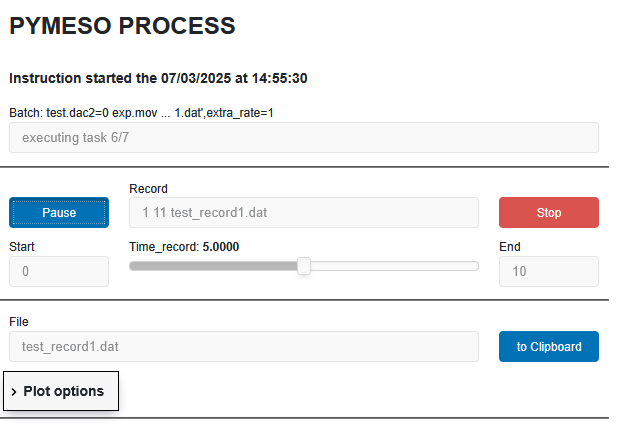 PYMESO PROCESS
Instruction started the 07/03/2025 at 14:55:30
Batch: test.dac2=0 exp.mov ... 1.dat',extra_rate=1
executing task 6/7
Record
Pause
1 11 test_record1.dat
Stop
Start
Time_record: 5.0000
End
0
10
File
test_record1.dat
to Clipboard
› Plot options